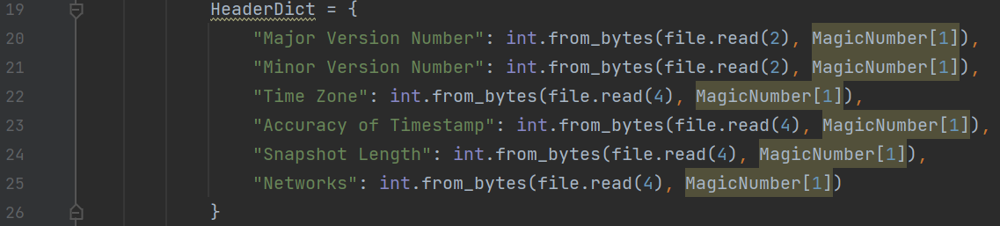 19 HeaderDict = {
20 "Major Version Number": int.from_bytes(file.read(2), MagicNumber[1]),
21 "Minor Version Number": int.from_bytes(file.read(2), MagicNumber[1]),
22 "Time Zone": int.from_bytes(file.read(4), MagicNumber[1]),
23 "Accuracy of Timestamp": int.from_bytes(file.read(4), MagicNumber[1]),
24 "Snapshot Length": int.from_bytes(file.read(4), MagicNumber[1]),
25 "Networks": int.from_bytes(file.read(4), MagicNumber[1])
26 }